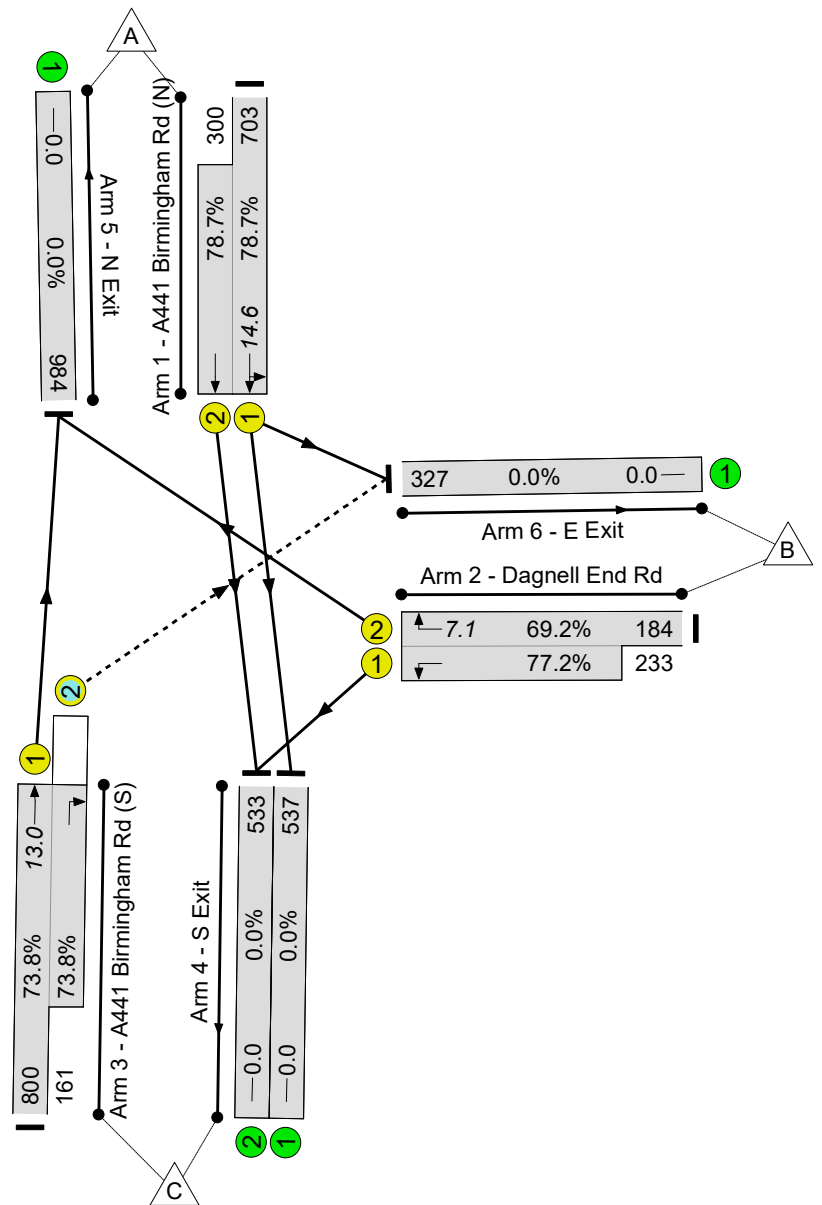 A
1
0.0
0.0%
984
Arm 5 - N Exit
Arm 1 - A441 Birmingham Rd (N)
300
78.7%
703
78.7%
14.6
2
1
327 0.0% 0.0
1
Arm 6 - E Exit
B
Arm 2 - Dagnell End Rd
2
7.1 69.2% 184
1
77.2% 233
1
2
13.0
73.8%
800
73.8%
161
Arm 3 - A441 Birmingham Rd (S)
Arm 4 - S Exit
533
0.0%
0.0
537
0.0%
0.0
2
1
C